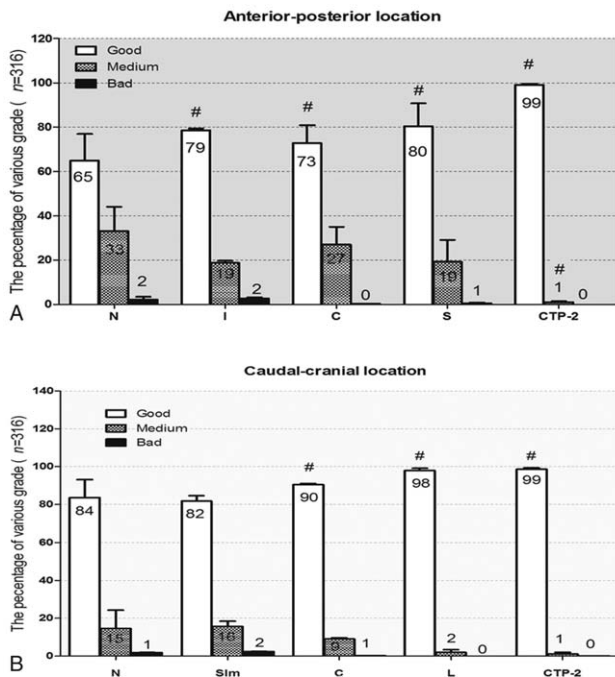 Anterior-posterior location
The pecentage of various grade ( n=316)
120
100
80
60
40
20
0
Good
Medium
Bad
# # # #
65 79 73 80 99
33 19 27 19 #
2 2 0 1 1 0
A
N I C S CTP-2
Caudal-cranial location
The pecentage of various grade ( n=316)
140
120
100
80
60
40
20
0
Good
Medium
Bad
# # #
84 82 90 98 99
15 1 16 2 9 1 2 0 1 0
B
N SIm C L CTP-2